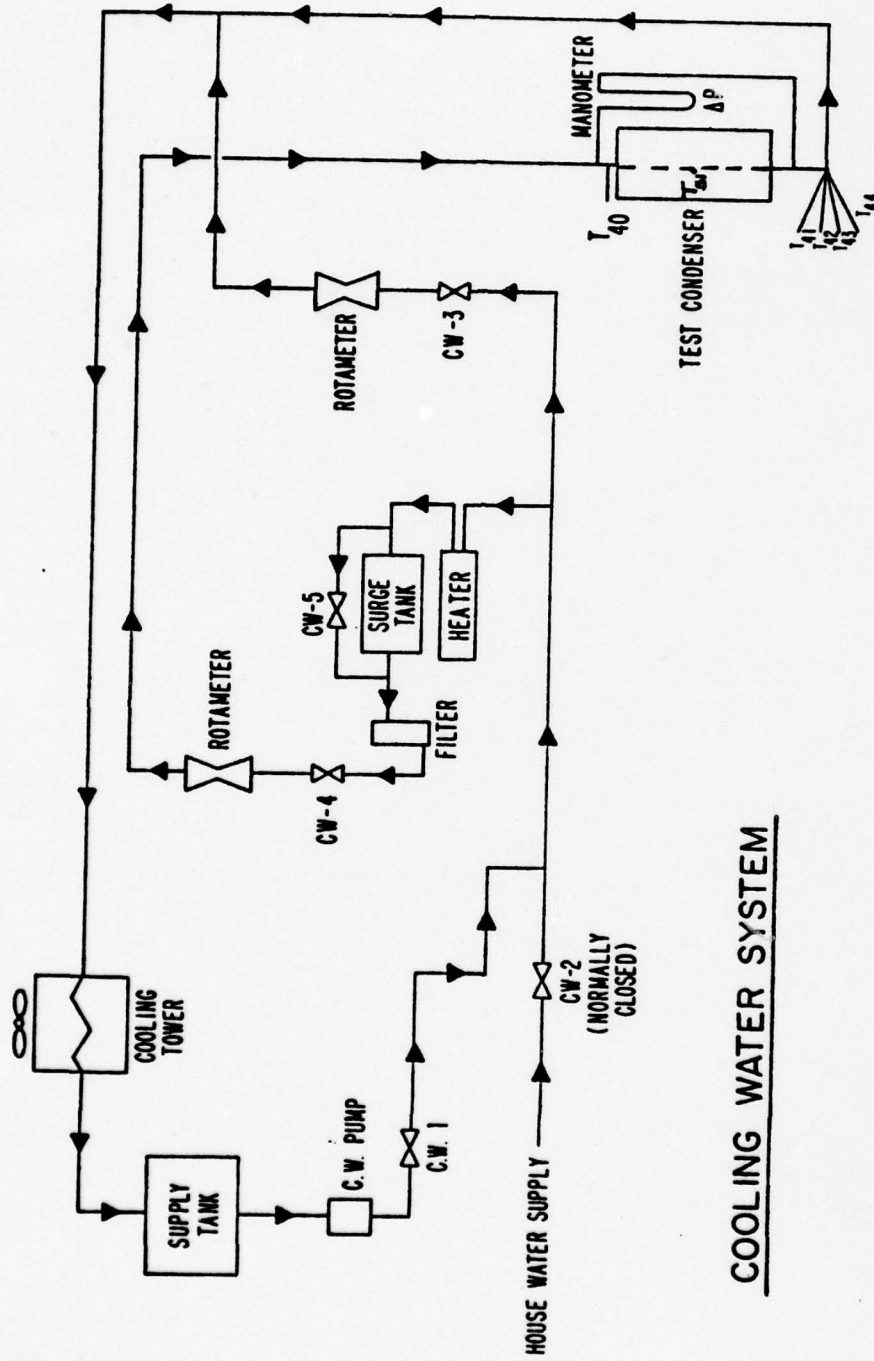 COOLING
TOWER
SUPPLY
TANK
C.W. PUMP
C.W. 1
HOUSE WATER SUPPLY
CW-2
(NORMALLY
CLOSED)
ROTAMETER
CW-4
FILTER
CW-5
SURGE
TANK
HEATER
ROTAMETER
CW-3
MANOMETER
ΔP
T40
T41
T42
T43
T44
TEST CONDENSER
COOLING WATER SYSTEM